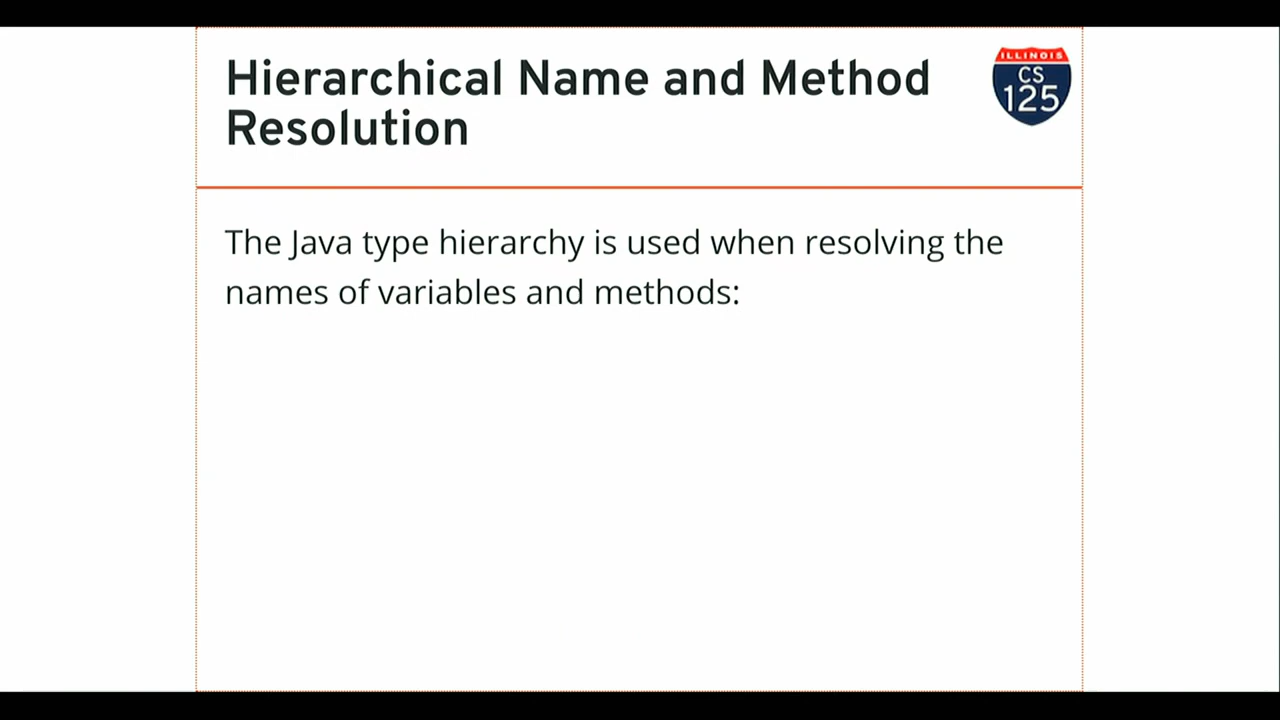 Hierarchical Name and Method
Resolution
ILLINOIS
CS
125
The Java type hierarchy is used when resolving the
names of variables and methods: